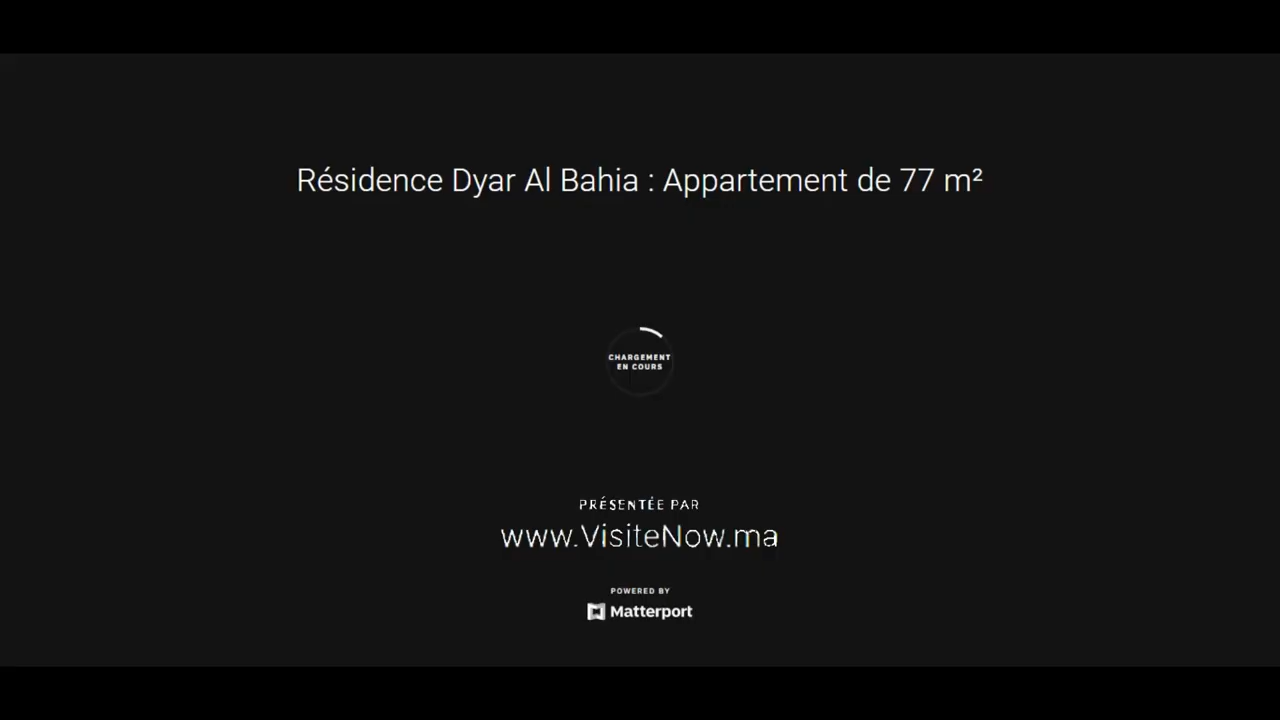 Résidence Dyar Al Bahia : Appartement de 77 m²
CHARGEMENT
EN COURS
PRÉSENTÉE PAR
www.VisiteNow.ma
POWERED BY
Matterport